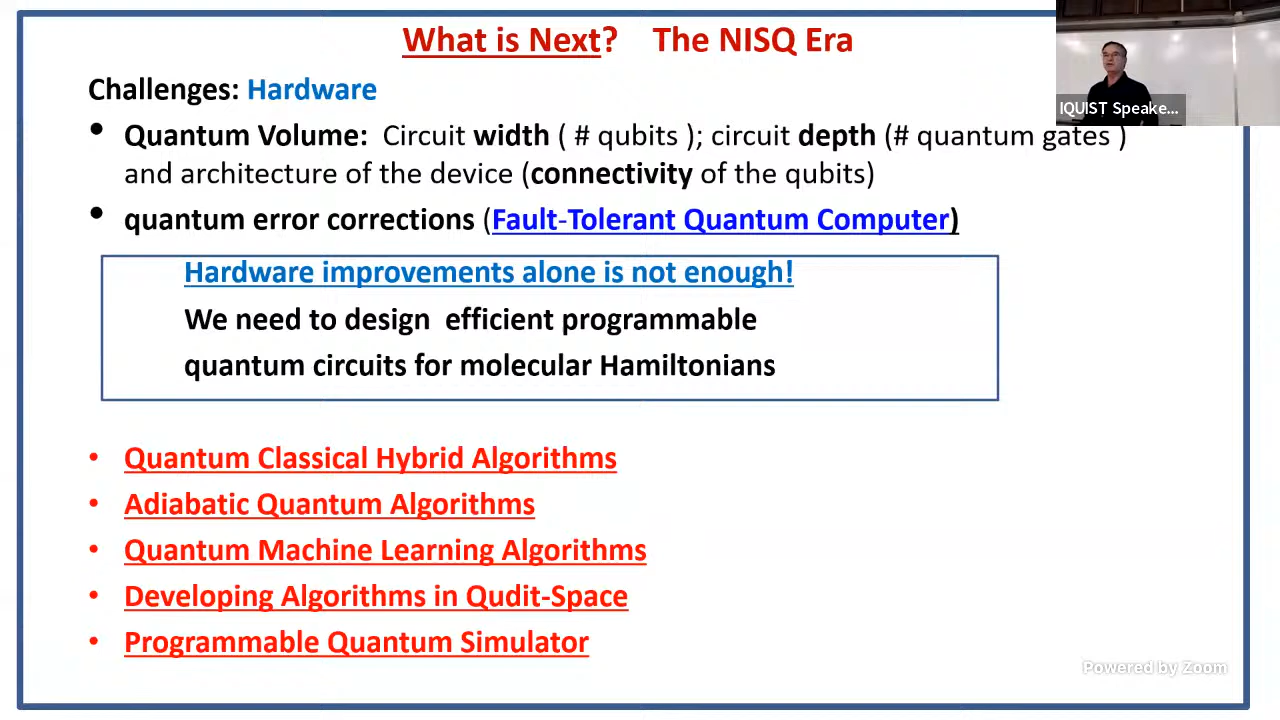 What is Next? The NISQ Era
Challenges: Hardware
• Quantum Volume: Circuit width ( # qubits ); circuit depth (# quantum gates )
and architecture of the device (connectivity of the qubits)
• quantum error corrections (Fault-Tolerant Quantum Computer)
Hardware improvements alone is not enough!
We need to design efficient programmable
quantum circuits for molecular Hamiltonians
• Quantum Classical Hybrid Algorithms
• Adiabatic Quantum Algorithms
• Quantum Machine Learning Algorithms
• Developing Algorithms in Qudit-Space
• Programmable Quantum Simulator
IQUIST Speake...
Powered by Zoom